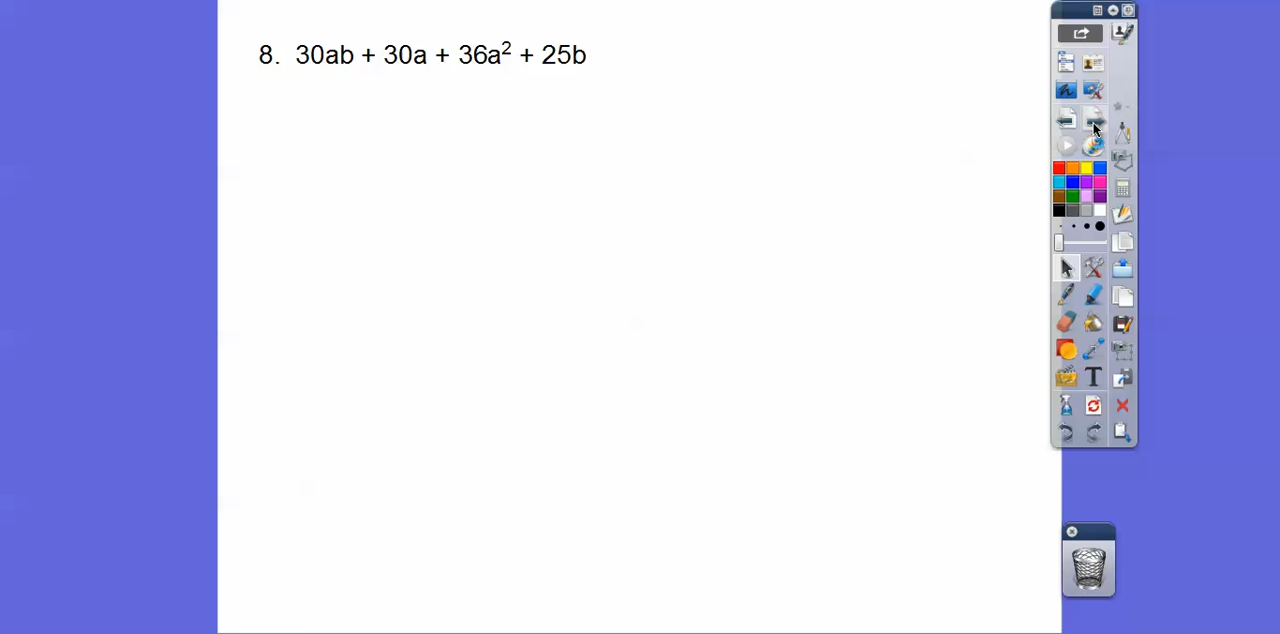 8. 30ab + 30a + 36a² + 25b